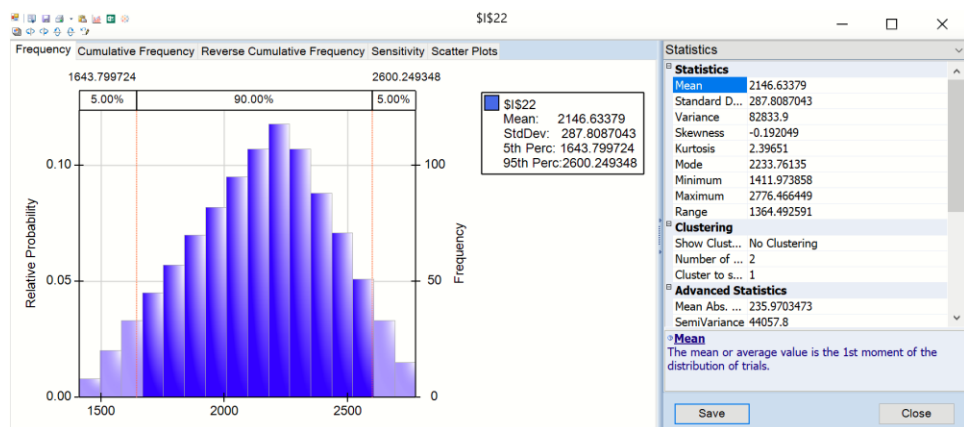 $I$22
Frequency Cumulative Frequency Reverse Cumulative Frequency Sensitivity Scatter Plots
1643.799724 2600.249348
5.00% 90.00% 5.00%
0.10
0.05
0.00
Relative Probability
100
50
0
Frequency
1500 2000 2500
$I$22
Mean: 2146.63379
StdDev: 287.8087043
5th Perc: 1643.799724
95th Perc:2600.249348
Statistics
Statistics
Mean 2146.63379
Standard D... 287.8087043
Variance 82833.9
Skewness -0.192049
Kurtosis 2.39651
Mode 2233.76135
Minimum 1411.973858
Maximum 2776.466449
Range 1364.492591
Clustering
Show Clust... No Clustering
Number of ... 2
Cluster to s... 1
Advanced Statistics
Mean Abs. ... 235.9703473
SemiVariance 44057.8
Mean
The mean or average value is the 1st moment of the
distribution of trials.
Save Close